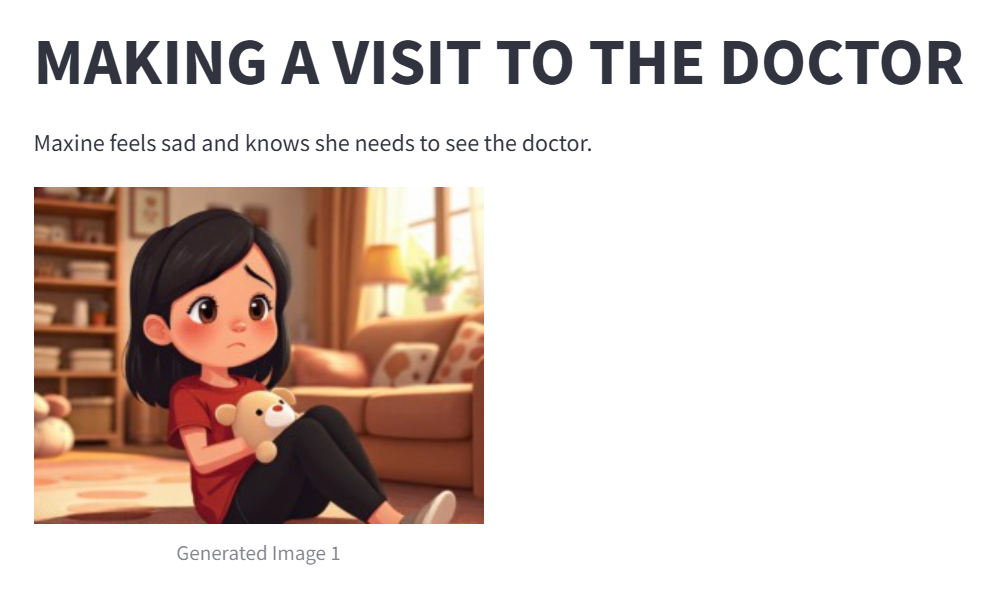 MAKING A VISIT TO THE DOCTOR
Maxine feels sad and knows she needs to see the doctor.
Generated Image 1